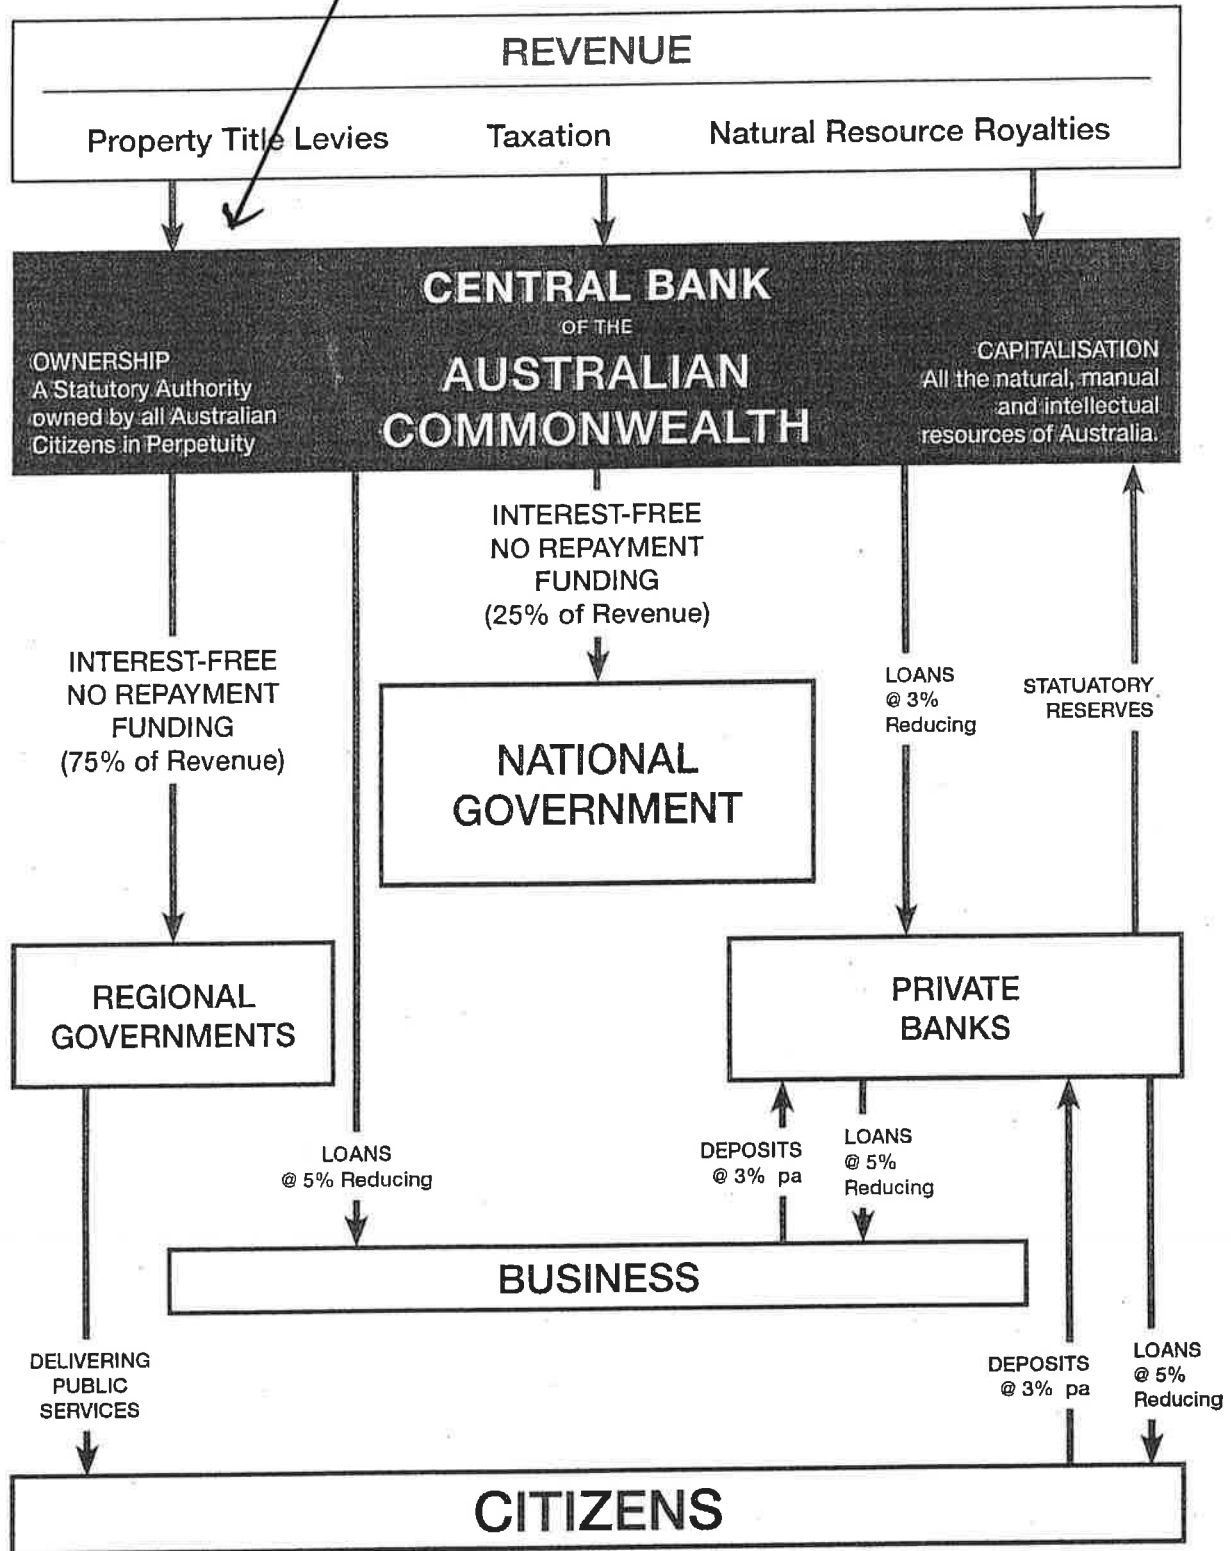 REVENUE
Property Title Levies Taxation Natural Resource Royalties
CENTRAL BANK
OF THE
AUSTRALIAN
COMMONWEALTH
OWNERSHIP
A Statutory Authority
owned by all Australian
Citizens in Perpetuity
CAPITALISATION
All the natural, manual
and intellectual
resources of Australia.
INTEREST-FREE
NO REPAYMENT
FUNDING
(25% of Revenue)
INTEREST-FREE
NO REPAYMENT
FUNDING
(75% of Revenue)
LOANS
@ 3%
Reducing
STATUATORY
RESERVES
NATIONAL
GOVERNMENT
REGIONAL
GOVERNMENTS
PRIVATE
BANKS
LOANS
@ 5% Reducing
DEPOSITS
@ 3% pa
LOANS
@ 5%
Reducing
BUSINESS
DELIVERING
PUBLIC
SERVICES
DEPOSITS
@ 3% pa
LOANS
@ 5%
Reducing
CITIZENS